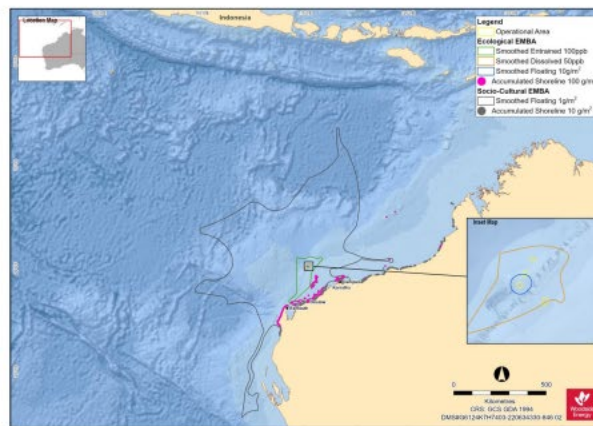 Location Map
Indonesia
Legend
Operational Area
Ecological EMBA
Smoothed Entrained 100ppb
Smoothed Dissolved 50ppb
Smoothed Floating 10g/m²
Accumulated Shoreline 100 g/m²
Socio-Cultural EMBA
Smoothed Floating 1g/m²
Accumulated Shoreline 10 g/m²
Inset Map
Karratha
Exmouth
0
500
Kilometres
CRS: GCS GDA 1994
Woodside
Energy